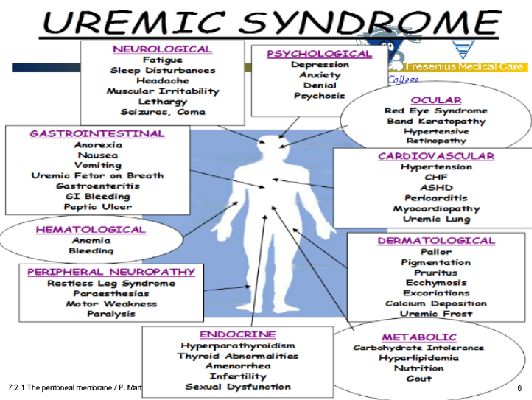 UREMIC SYNDROME
NEUROLOGICAL
Fatigue
Sleep Disturbances
Headache
Muscular Irritability
Lethargy
Seizures, Coma
PSYCHOLOGICAL
Depression
Anxiety
Denial
Psychosis
Fresenius Medical Care
College
OCULAR
Red Eye Syndrome
Band Keratopathy
Hypertensive
Retinopathy
GASTROINTESTINAL
Anorexia
Nausea
Vomiting
Uremic Fetor on Breath
Gastroenteritis
GI Bleeding
Peptic Ulcer
CARDIOVASCULAR
Hypertension
CHF
ASHD
Pericarditis
Myocardiopathy
Uremic Lung
HEMATOLOGICAL
Anemia
Bleeding
DERMATOLOGICAL
Pallor
Pigmentation
Pruritus
Ecchymosis
Excoriations
Calcium Deposition
Uremic Frost
PERIPHERAL NEUROPATHY
Restless Leg Syndrome
Paraesthesias
Motor Weakness
Paralysis
ENDOCRINE
Hyperparathyroidism
Thyroid Abnormalities
Amenorrhea
Infertility
Sexual Dysfunction
METABOLIC
Carbohydrate Intolerance
Hyperlipidemia
Nutrition
Gout
7.2.1 The peritoneal membrane / P. Mart
6